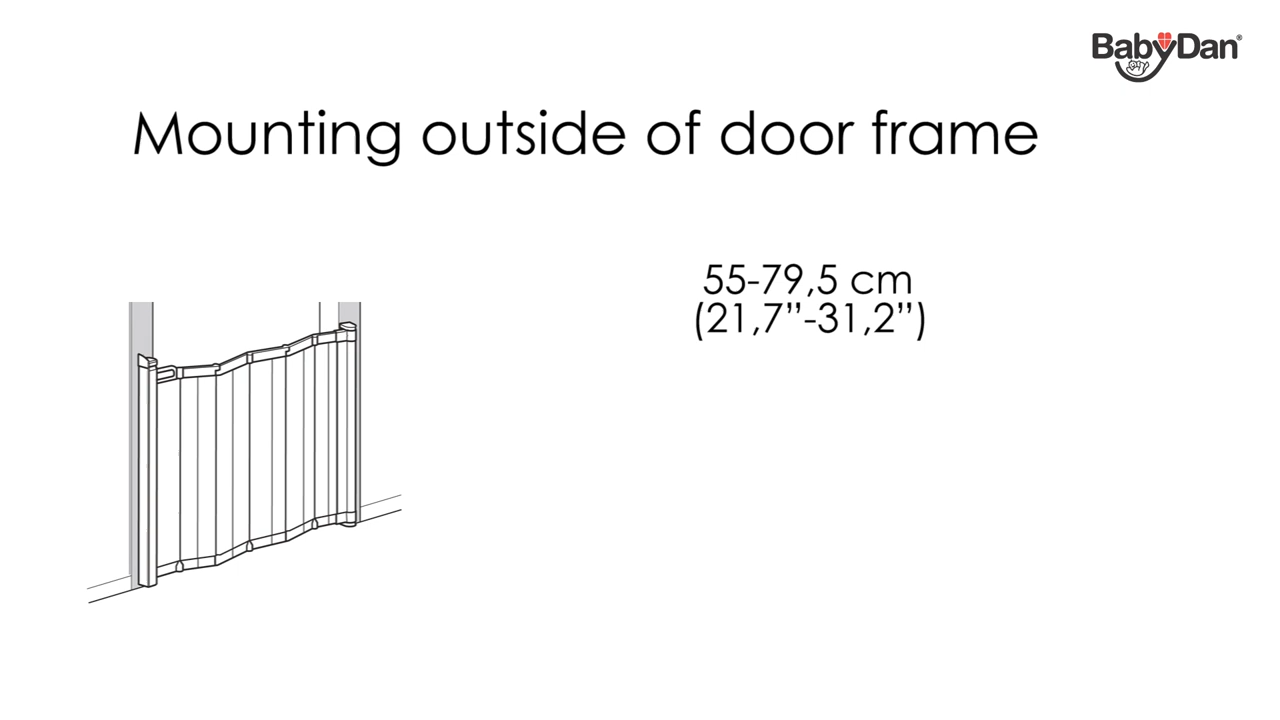 BabyDan®
Mounting outside of door frame
55-79,5 cm
(21,7”-31,2”)